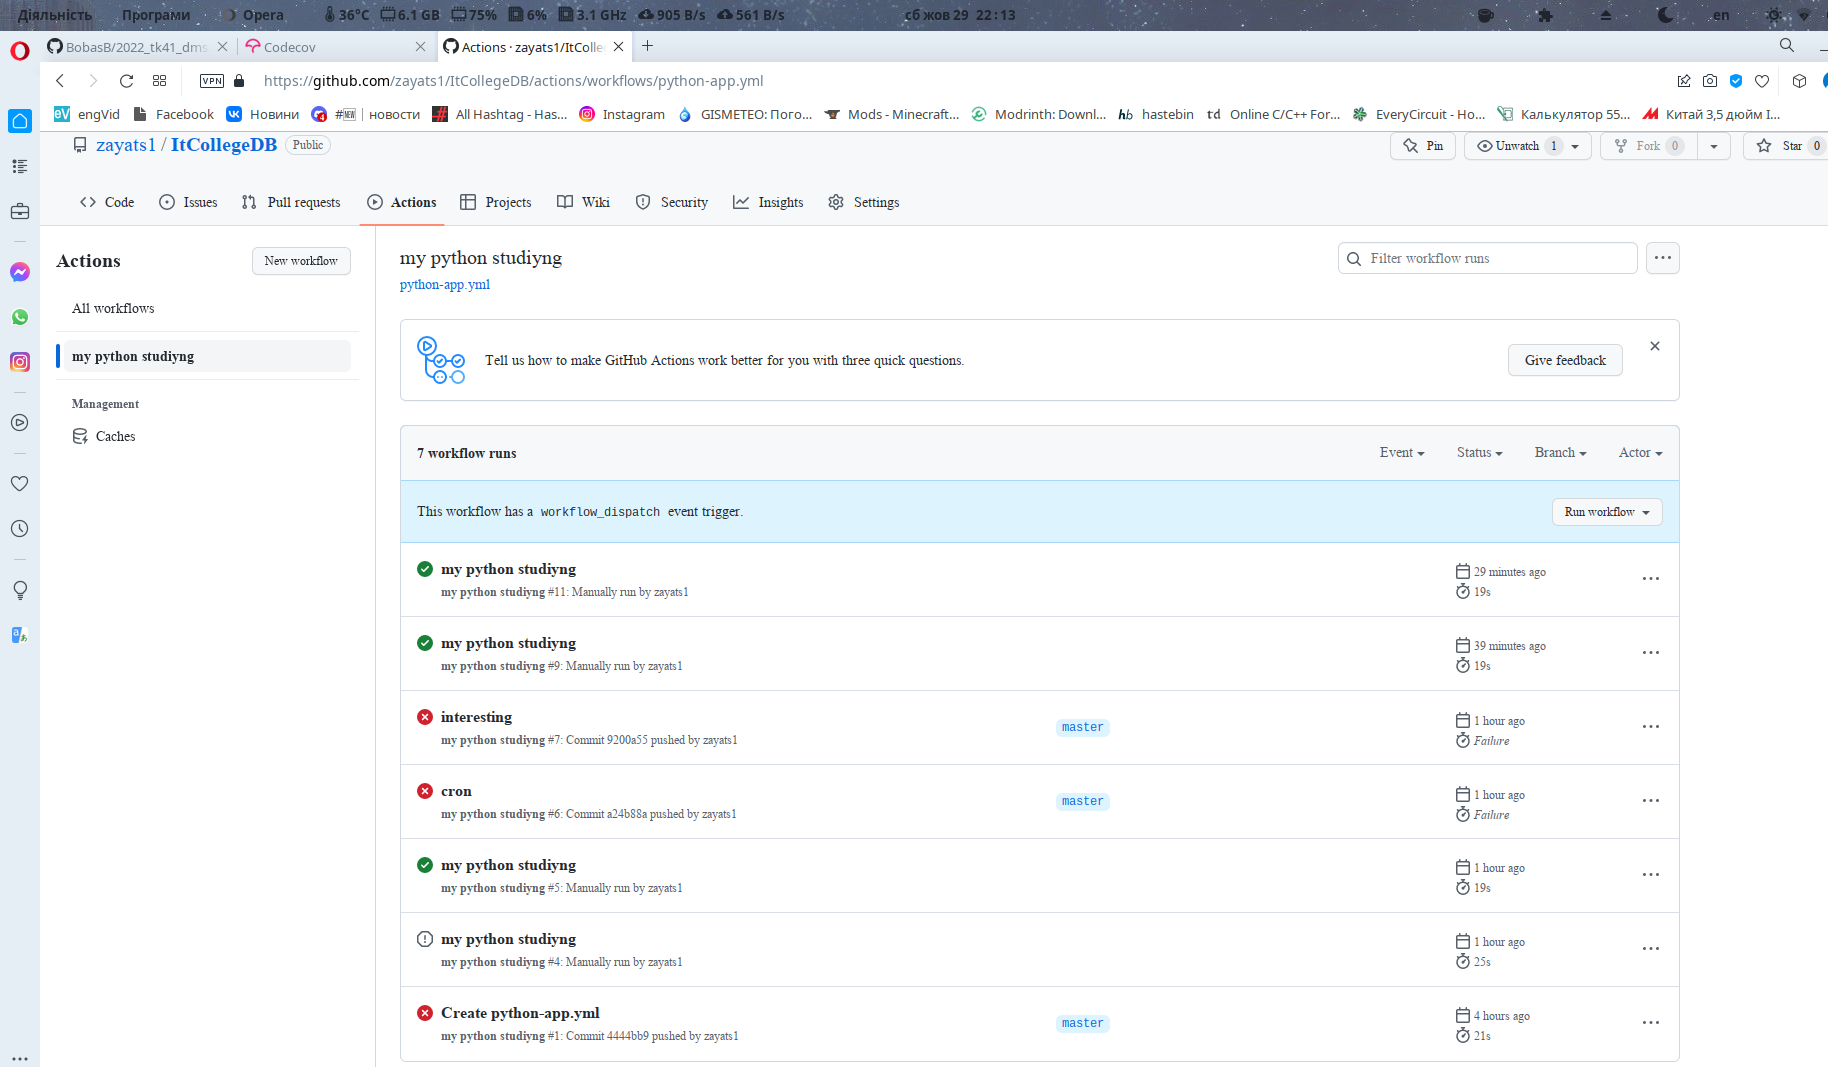 Діяльність Програми Opera 36°C 6.1 GB 75% 6% 3.1 GHz 905 B/s 561 B/s сб жов 29 22:13 en
BobasB/2022_tk41_dms Codecov Actions · zayats1/ItColle
VPN https://github.com/zayats1/ItCollegeDB/actions/workflows/python-app.yml
engVid Facebook Новини #🆕 | новости All Hashtag - Has... Instagram GISMETEO: Пого... Mods - Minecraft... Modrinth: Downl... hb hastebin td Online C/C++ For... EveryCircuit - Ho... Калькулятор 55... Китай 3,5 дюйм I...
zayats1 / ItCollegeDB Public Pin Unwatch 1 Fork 0 Star 0
Code Issues Pull requests Actions Projects Wiki Security Insights Settings
Actions New workflow
All workflows
my python studiyng
Management
Caches
my python studiyng Filter workflow runs
python-app.yml
Tell us how to make GitHub Actions work better for you with three quick questions. Give feedback
7 workflow runs Event Status Branch Actor
This workflow has a workflow_dispatch event trigger. Run workflow
my python studiyng 29 minutes ago
my python studiyng #11: Manually run by zayats1 19s
my python studiyng 39 minutes ago
my python studiyng #9: Manually run by zayats1 19s
interesting master 1 hour ago
my python studiyng #7: Commit 9200a55 pushed by zayats1 Failure
cron master 1 hour ago
my python studiyng #6: Commit a24b88a pushed by zayats1 Failure
my python studiyng 1 hour ago
my python studiyng #5: Manually run by zayats1 19s
my python studiyng 1 hour ago
my python studiyng #4: Manually run by zayats1 25s
Create python-app.yml master 4 hours ago
my python studiyng #1: Commit 4444bb9 pushed by zayats1 21s